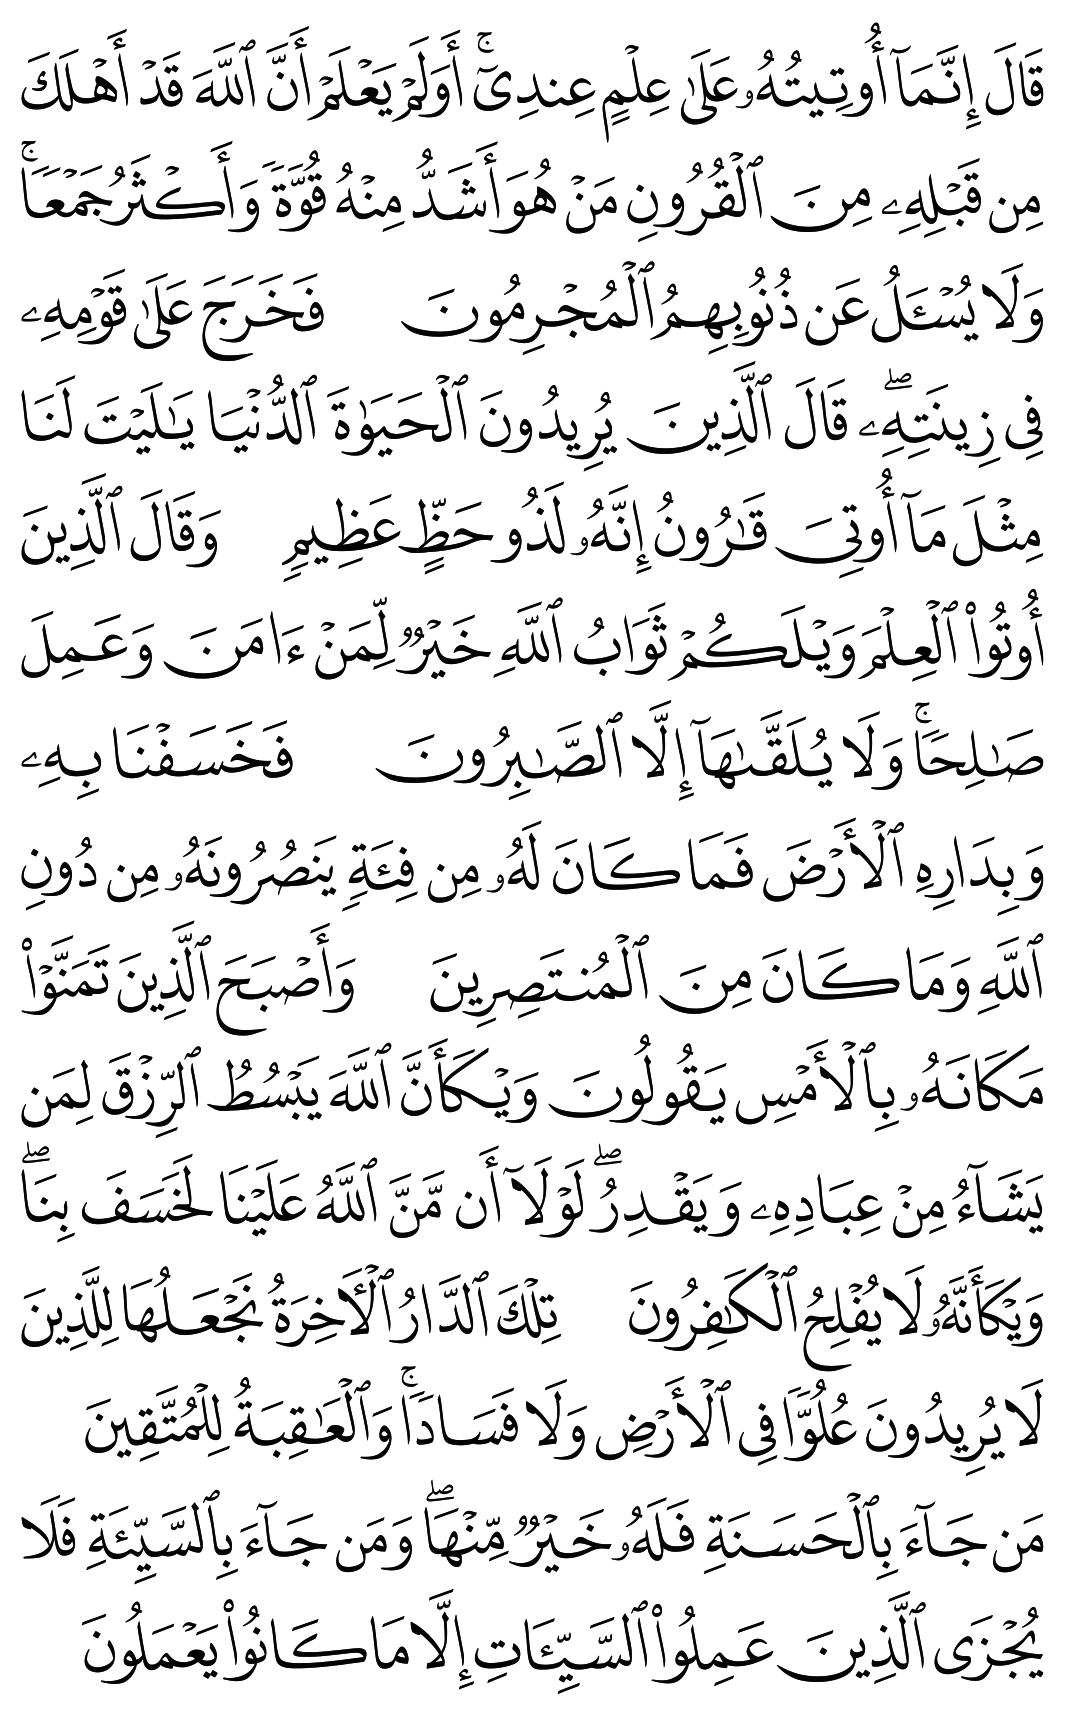 قَالَ إِنَّمَآ أُوتِيتُهُۥ عَلَىٰ عِلۡمٍ عِندِيٓۚ أَوَلَمۡ يَعۡلَمۡ أَنَّ ٱللَّهَ قَدۡ أَهۡلَكَ
مِن قَبۡلِهِۦ مِنَ ٱلۡقُرُونِ مَنۡ هُوَ أَشَدُّ مِنۡهُ قُوَّةٗ وَأَكۡثَرُ جَمۡعٗاۚ
وَلَا يُسۡـَٔلُ عَن ذُنُوبِهِمُ ٱلۡمُجۡرِمُونَ فَخَرَجَ عَلَىٰ قَوۡمِهِۦ
فِي زِينَتِهِۦۖ قَالَ ٱلَّذِينَ يُرِيدُونَ ٱلۡحَيَوٰةَ ٱلدُّنۡيَا يَٰلَيۡتَ لَنَا
مِثۡلَ مَآ أُوتِيَ قَٰرُونُ إِنَّهُۥ لَذُو حَظٍّ عَظِيمٖ وَقَالَ ٱلَّذِينَ
أُوتُواْ ٱلۡعِلۡمَ وَيۡلَكُمۡ ثَوَابُ ٱللَّهِ خَيۡرٞ لِّمَنۡ ءَامَنَ وَعَمِلَ
صَٰلِحٗاۚ وَلَا يُلَقَّىٰهَآ إِلَّا ٱلصَّٰبِرُونَ فَخَسَفۡنَا بِهِۦ
وَبِدَارِهِ ٱلۡأَرۡضَ فَمَا كَانَ لَهُۥ مِن فِئَةٖ يَنصُرُونَهُۥ مِن دُونِ
ٱللَّهِ وَمَا كَانَ مِنَ ٱلۡمُنتَصِرِينَ وَأَصۡبَحَ ٱلَّذِينَ تَمَنَّوۡاْ
مَكَانَهُۥ بِٱلۡأَمۡسِ يَقُولُونَ وَيۡكَأَنَّ ٱللَّهَ يَبۡسُطُ ٱلرِّزۡقَ لِمَن
يَشَآءُ مِنۡ عِبَادِهِۦ وَيَقۡدِرُۖ لَوۡلَآ أَن مَّنَّ ٱللَّهُ عَلَيۡنَا لَخَسَفَ بِنَاۖ
وَيۡكَأَنَّهُۥ لَا يُفۡلِحُ ٱلۡكَٰفِرُونَ تِلۡكَ ٱلدَّارُ ٱلۡأٓخِرَةُ نَجۡعَلُهَا لِلَّذِينَ
لَا يُرِيدُونَ عُلُوّٗا فِي ٱلۡأَرۡضِ وَلَا فَسَادٗاۚ وَٱلۡعَٰقِبَةُ لِلۡمُتَّقِينَ
مَن جَآءَ بِٱلۡحَسَنَةِ فَلَهُۥ خَيۡرٞ مِّنۡهَاۖ وَمَن جَآءَ بِٱلسَّيِّئَةِ فَلَا
يُجۡزَى ٱلَّذِينَ عَمِلُواْ ٱلسَّيِّـَٔاتِ إِلَّا مَا كَانُواْ يَعۡمَلُونَ